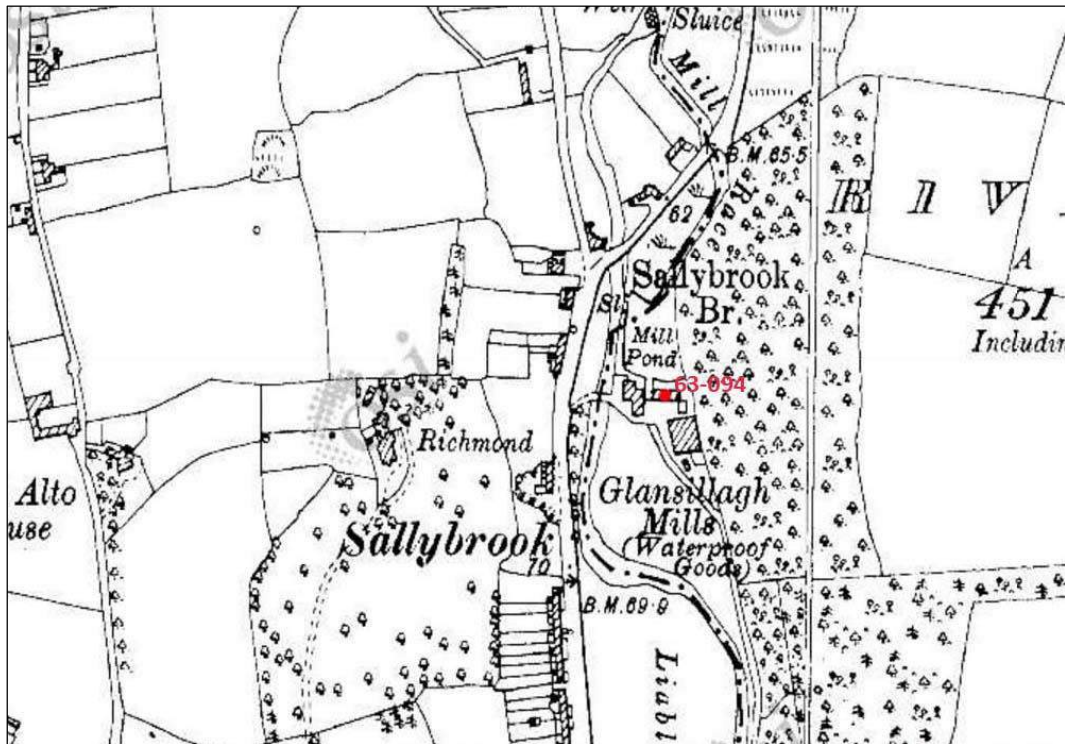 Sluice
Mill
Race
B.M. 65·5
62
R I V
A
451
Includin
Sallybrook
Br.
Sl.
Mill
Pond
63-094
Richmond
Alto
use
Glansillagh
Mills
(Waterproof
Goods)
Sallybrook
70
B.M. 69·9